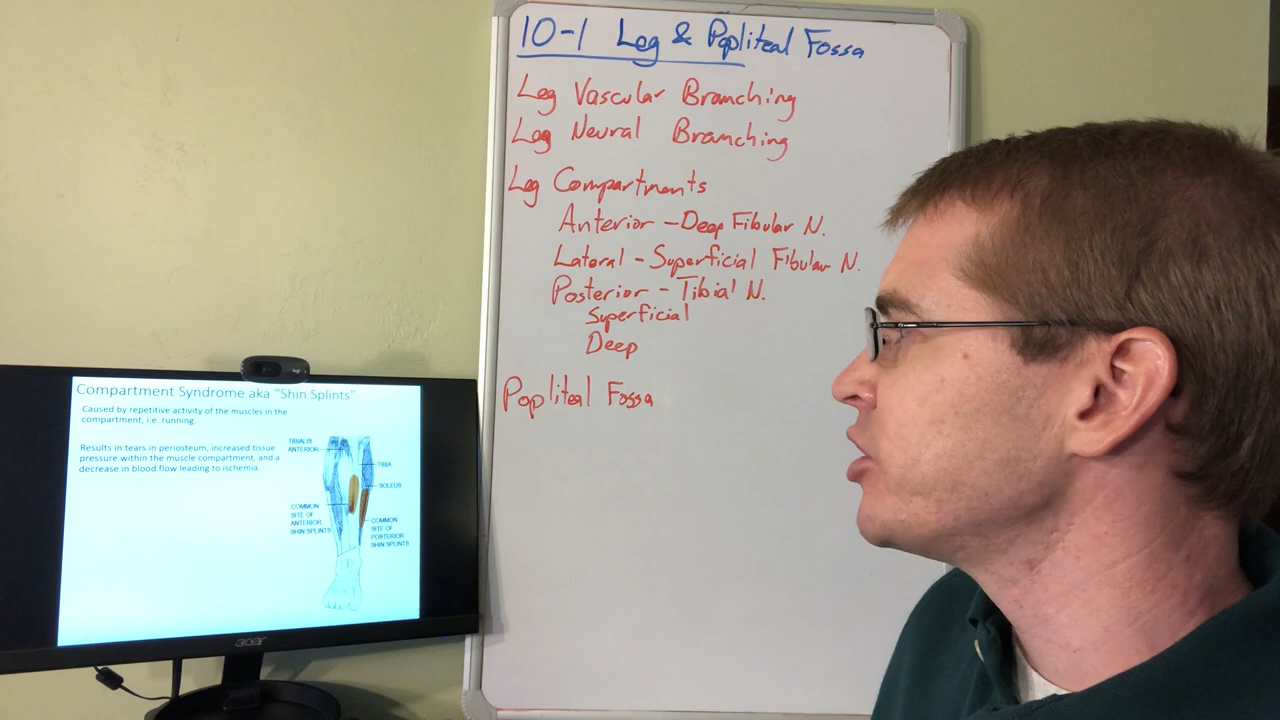 10-1 Leg & Popliteal Fossa
Leg Vascular Branching
Leg Neural Branching
Leg Compartments
Anterior - Deep Fibular N.
Lateral - Superficial Fibular N.
Posterior - Tibial N.
Superficial
Deep
Popliteal Fossa
Compartment Syndrome aka "Shin Splints"
Caused by repetitive activity of the muscles in the
compartment, i.e. running.
Results in tears in periosteum, increased tissue
pressure within the muscle compartment, and a
decrease in blood flow leading to ischemia.
TIBIALIS
ANTERIOR
TIBIA
SOLEUS
COMMON
SITE OF
ANTERIOR
SHIN SPLINTS
COMMON
SITE OF
POSTERIOR
SHIN SPLINTS
acer
logi